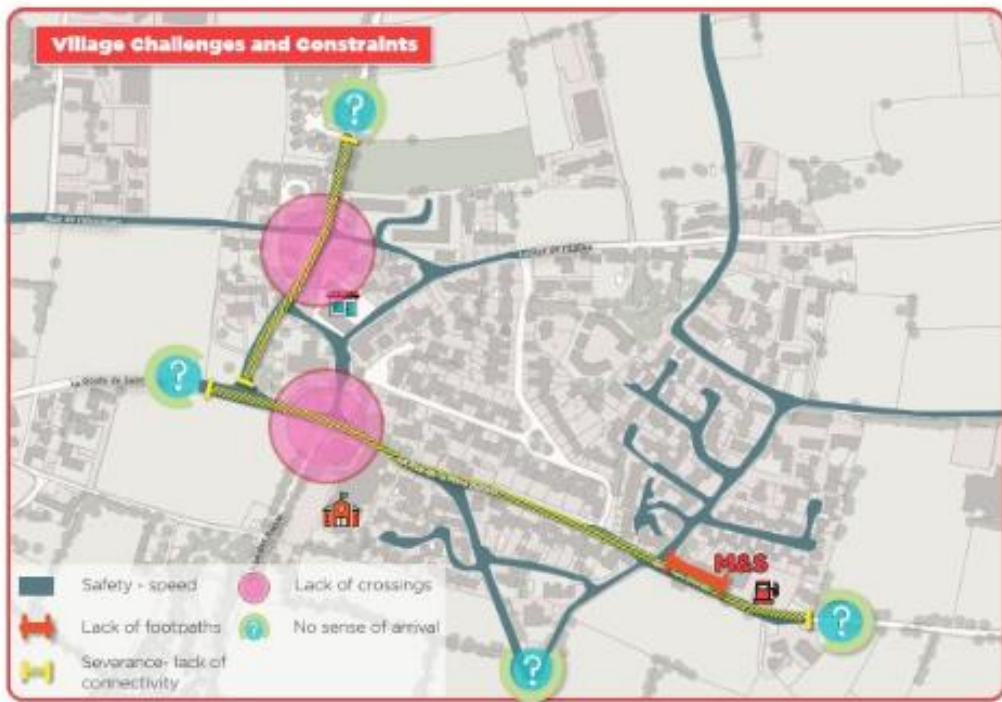 Village Challenges and Constraints
?
?
M&S
?
?
Safety - speed
Lack of crossings
Lack of footpaths
?
No sense of arrival
Severance- lack of
connectivity